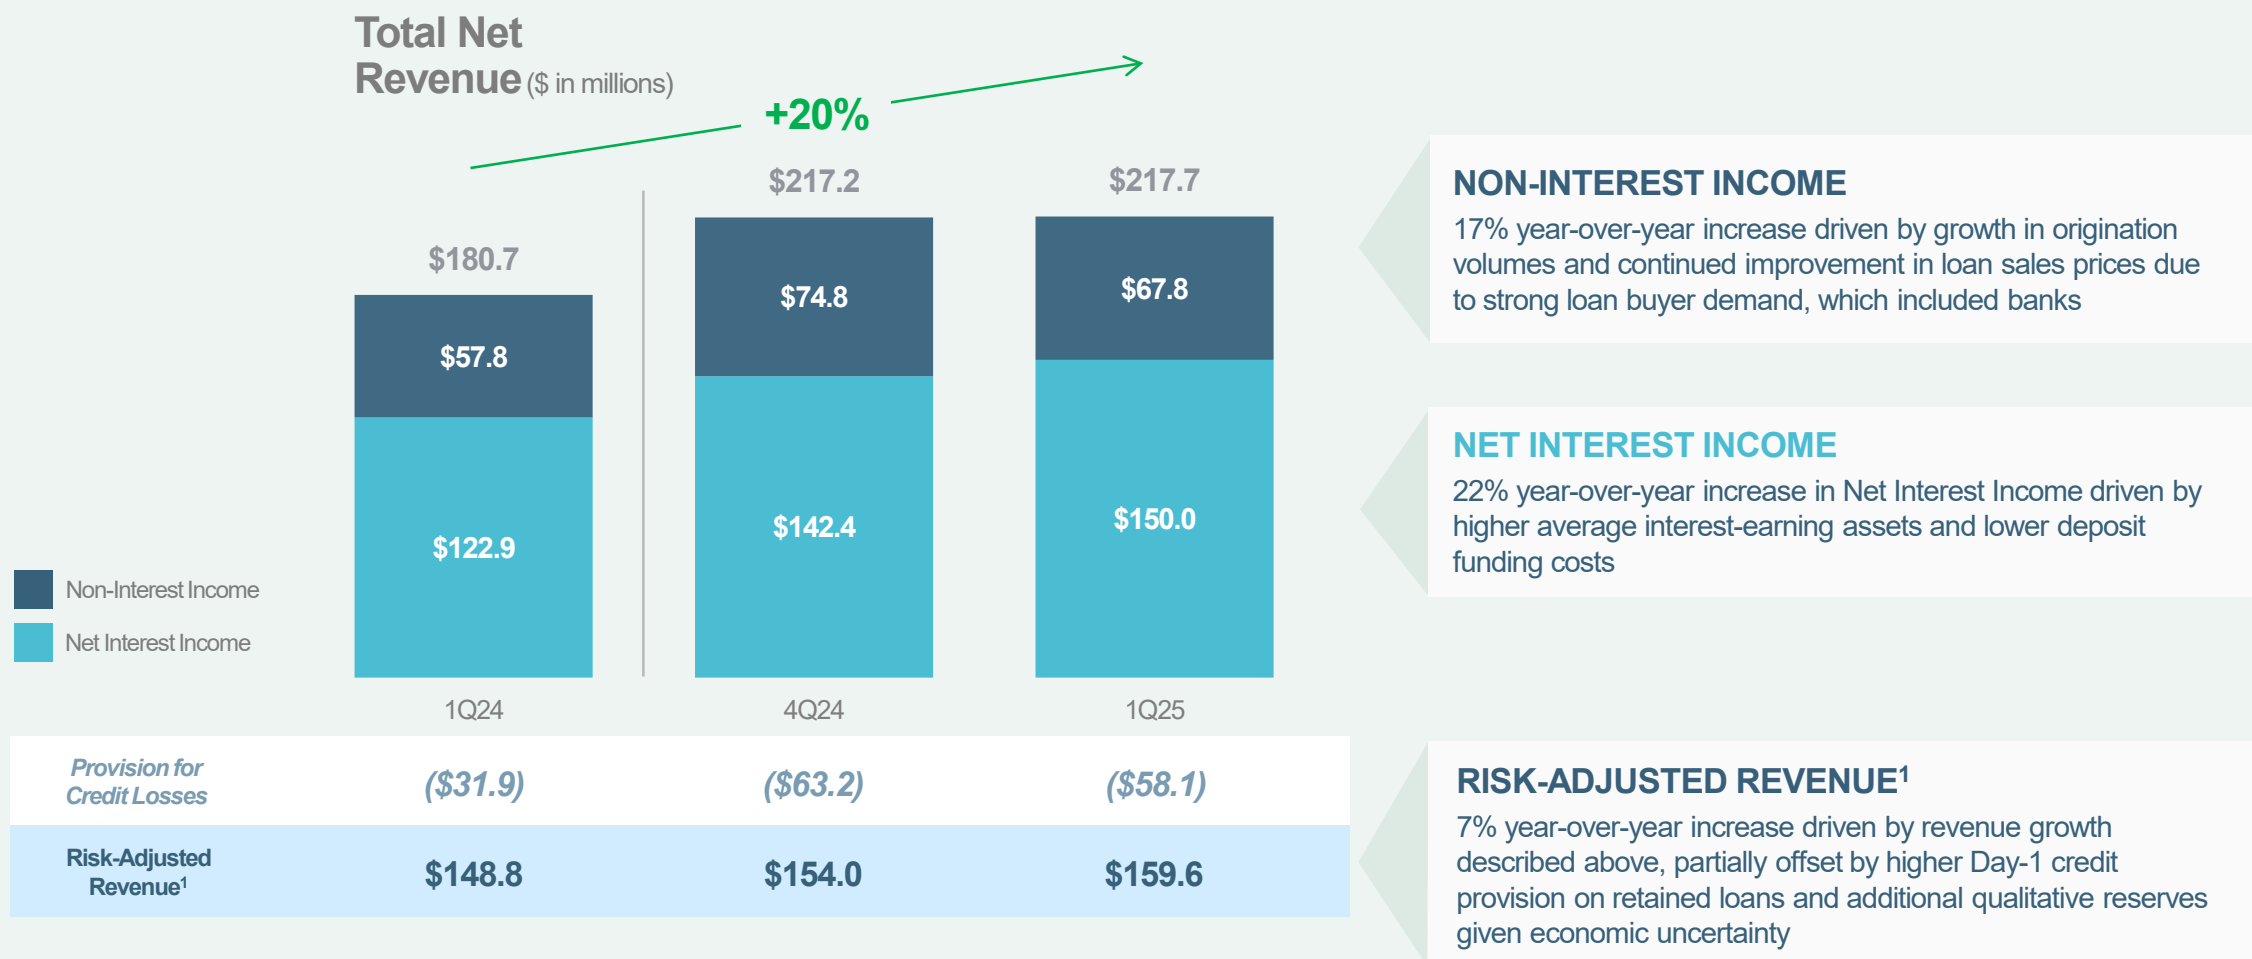 Total Net
Revenue ($ in millions)
+20%
$180.7
$217.2
$217.7
$57.8
$74.8
$67.8
$122.9
$142.4
$150.0
Non-Interest Income
Net Interest Income
1Q24
4Q24
1Q25
Provision for
Credit Losses
($31.9)
($63.2)
($58.1)
Risk-Adjusted
Revenue¹
$148.8
$154.0
$159.6
NON-INTEREST INCOME
17% year-over-year increase driven by growth in origination
volumes and continued improvement in loan sales prices due
to strong loan buyer demand, which included banks
NET INTEREST INCOME
22% year-over-year increase in Net Interest Income driven by
higher average interest-earning assets and lower deposit
funding costs
RISK-ADJUSTED REVENUE¹
7% year-over-year increase driven by revenue growth
described above, partially offset by higher Day-1 credit
provision on retained loans and additional qualitative reserves
given economic uncertainty